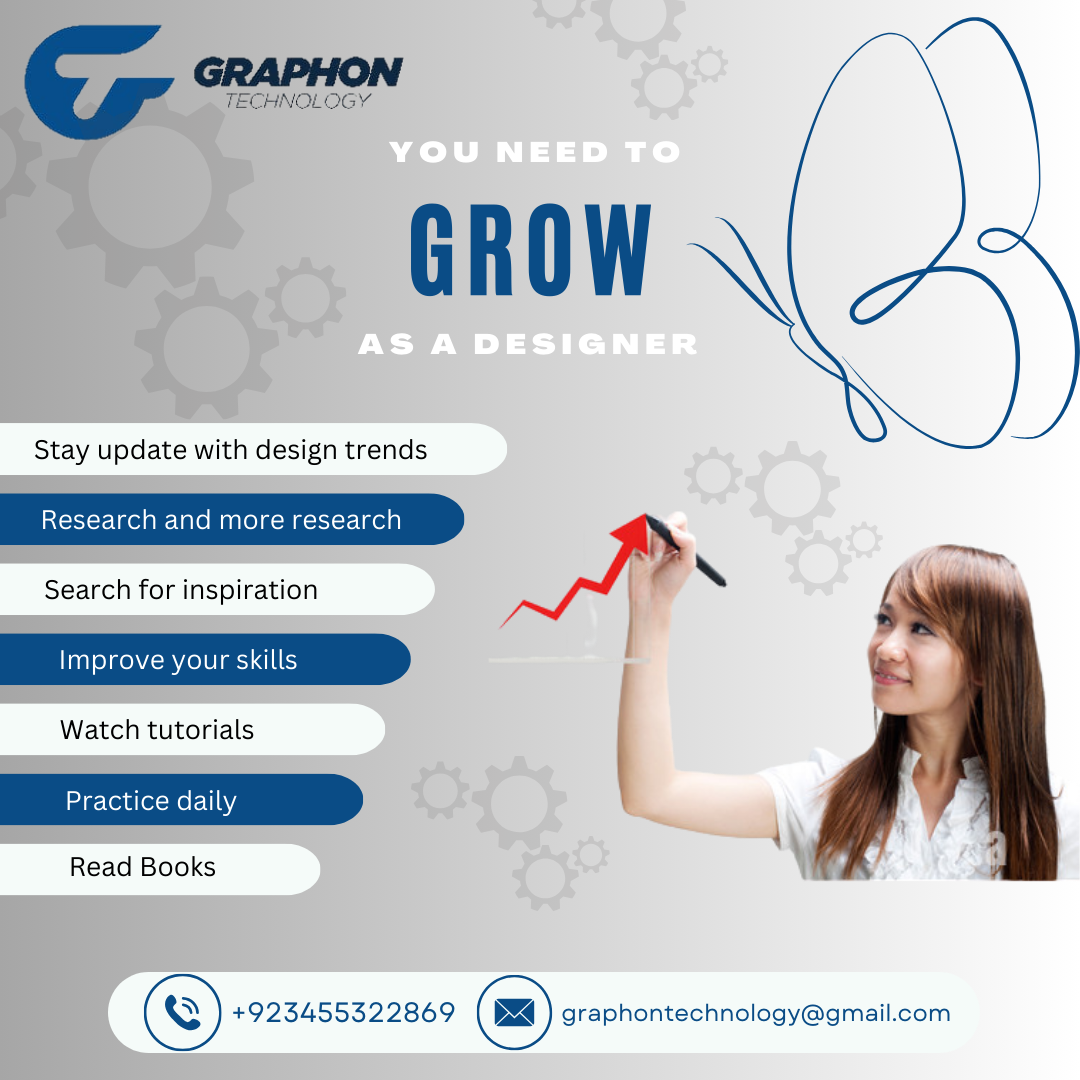 GRAPHON
TECHNOLOGY
YOU NEED TO
GROW
AS A DESIGNER
Stay update with design trends
Research and more research
Search for inspiration
Improve your skills
Watch tutorials
Practice daily
Read Books
a
+923455322869
graphontechnology@gmail.com